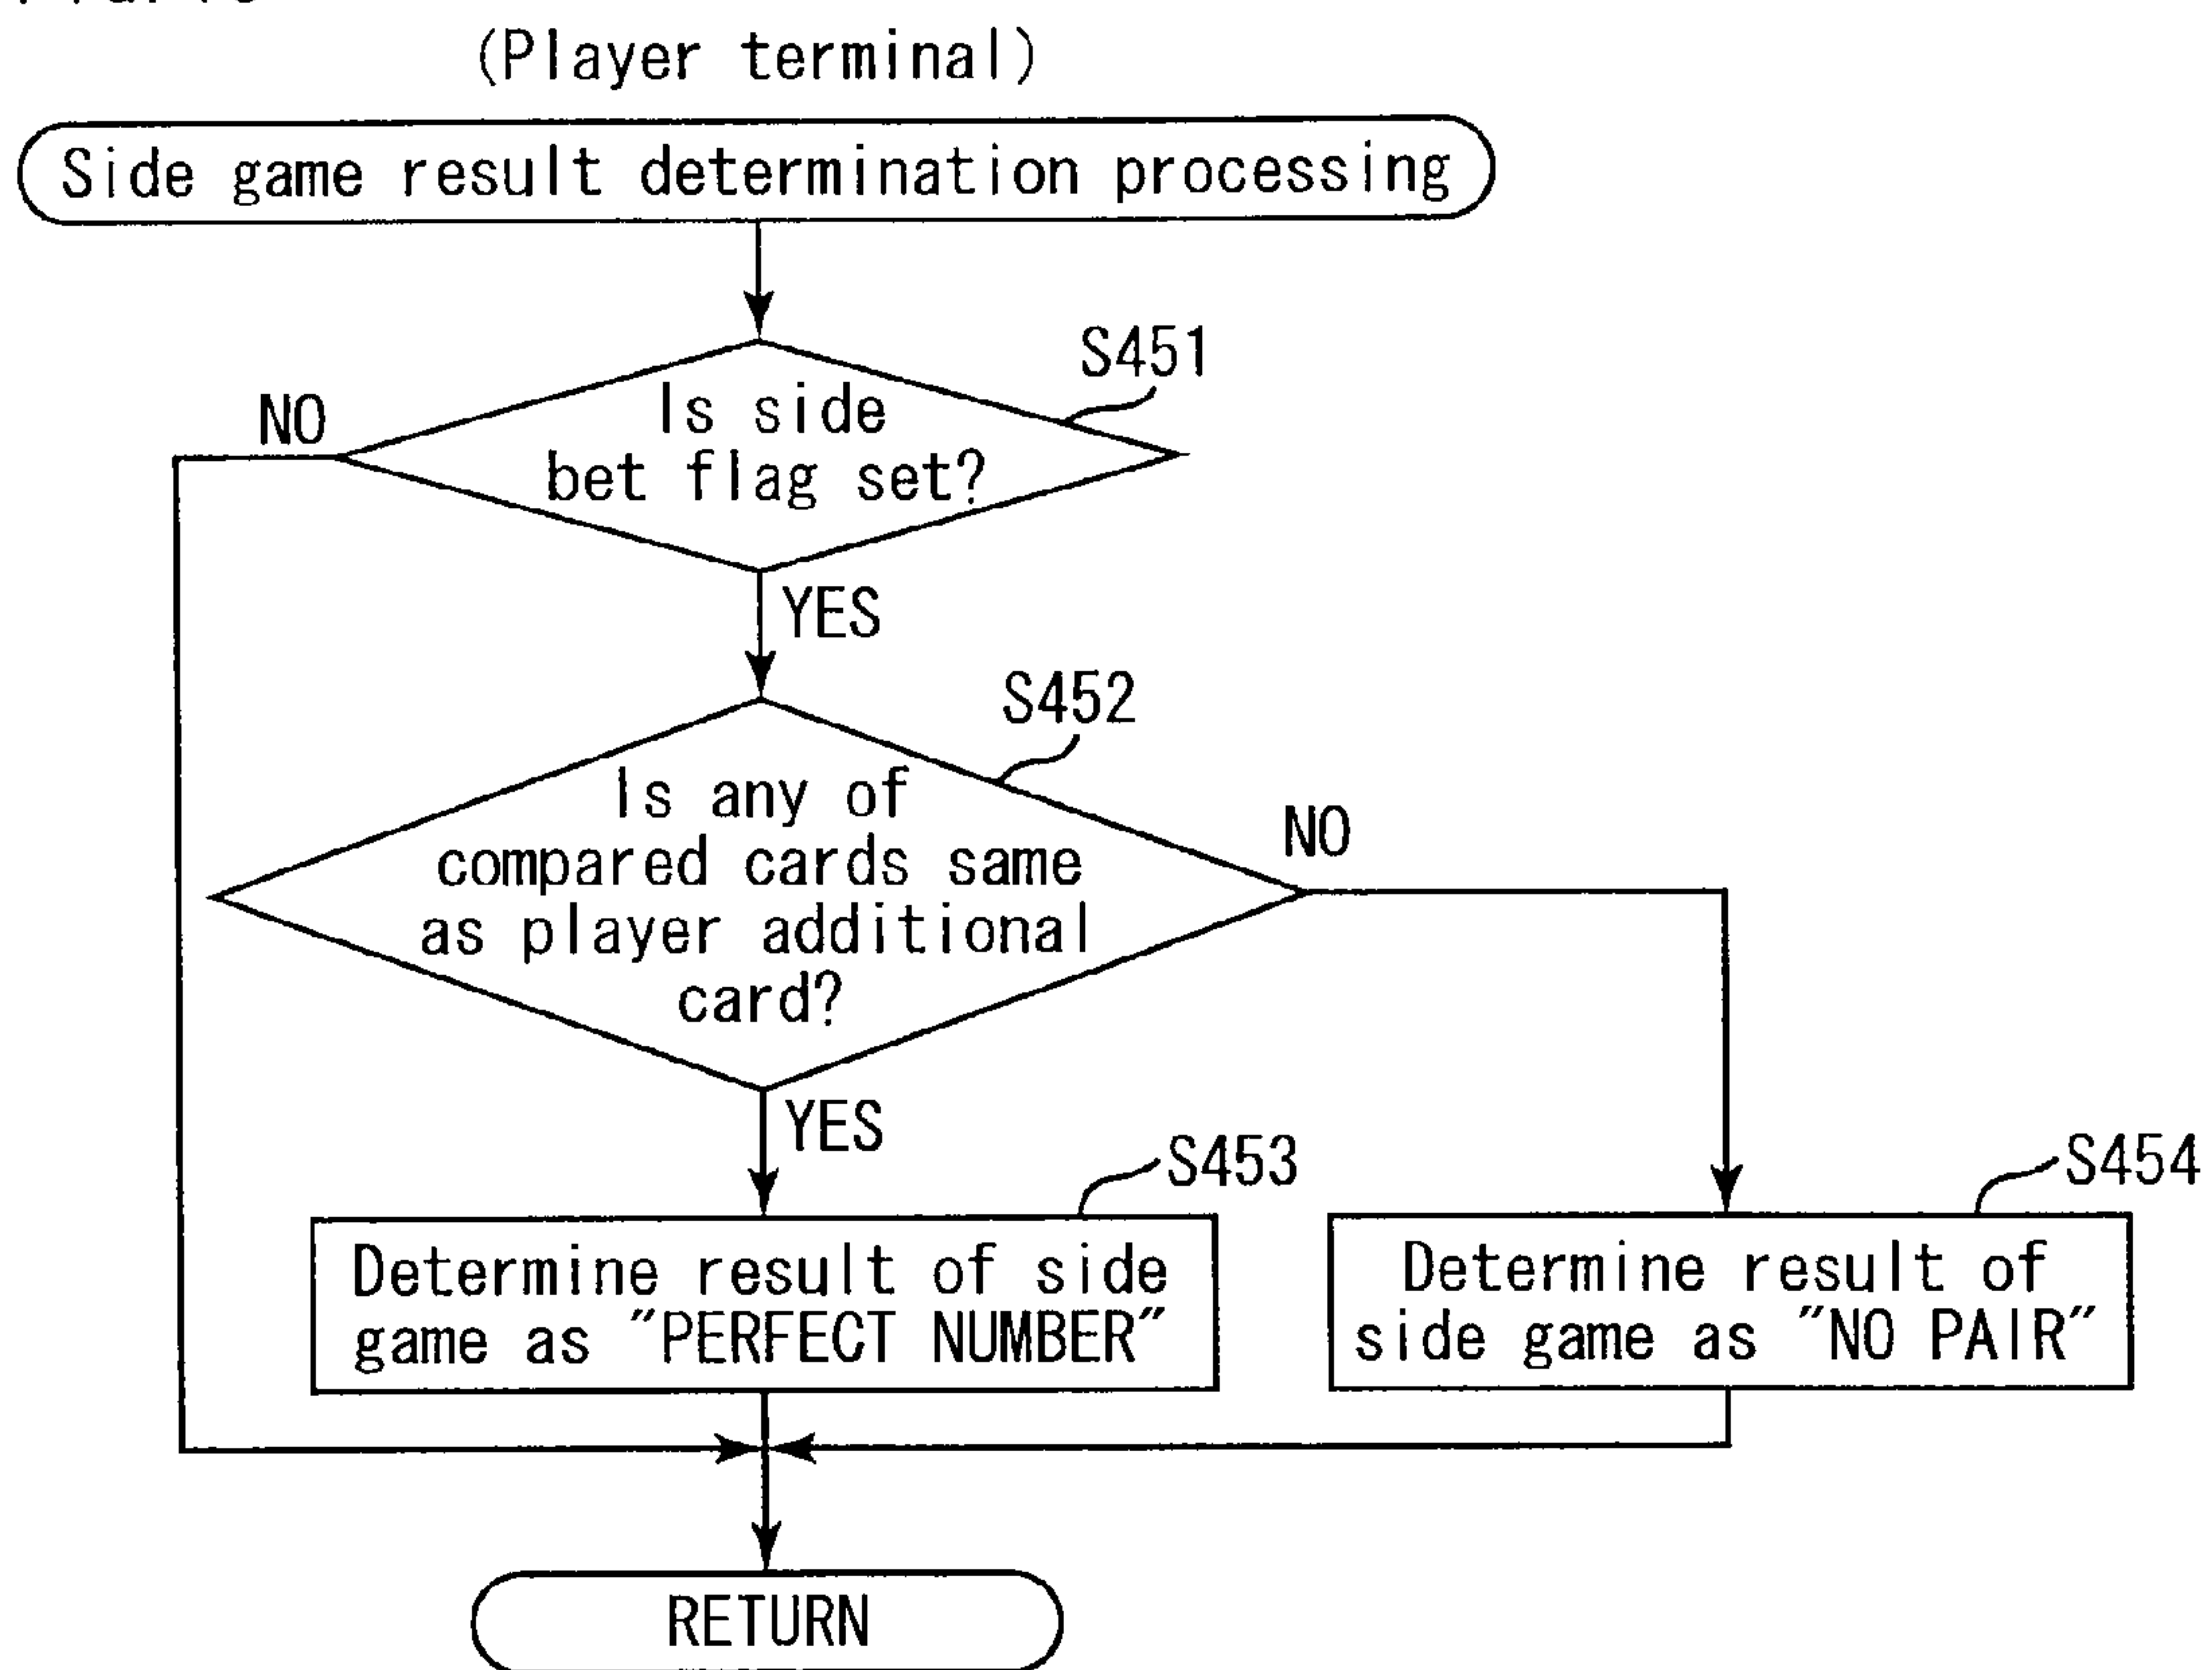 (Player terminal)
Side game result determination processing
S451
NO
Is side
bet flag set?
YES
S452
Is any of
compared cards same
as player additional
card?
NO
YES
S453
S454
Determine result of side
game as "PERFECT NUMBER"
Determine result of
side game as "NO PAIR"
RETURN